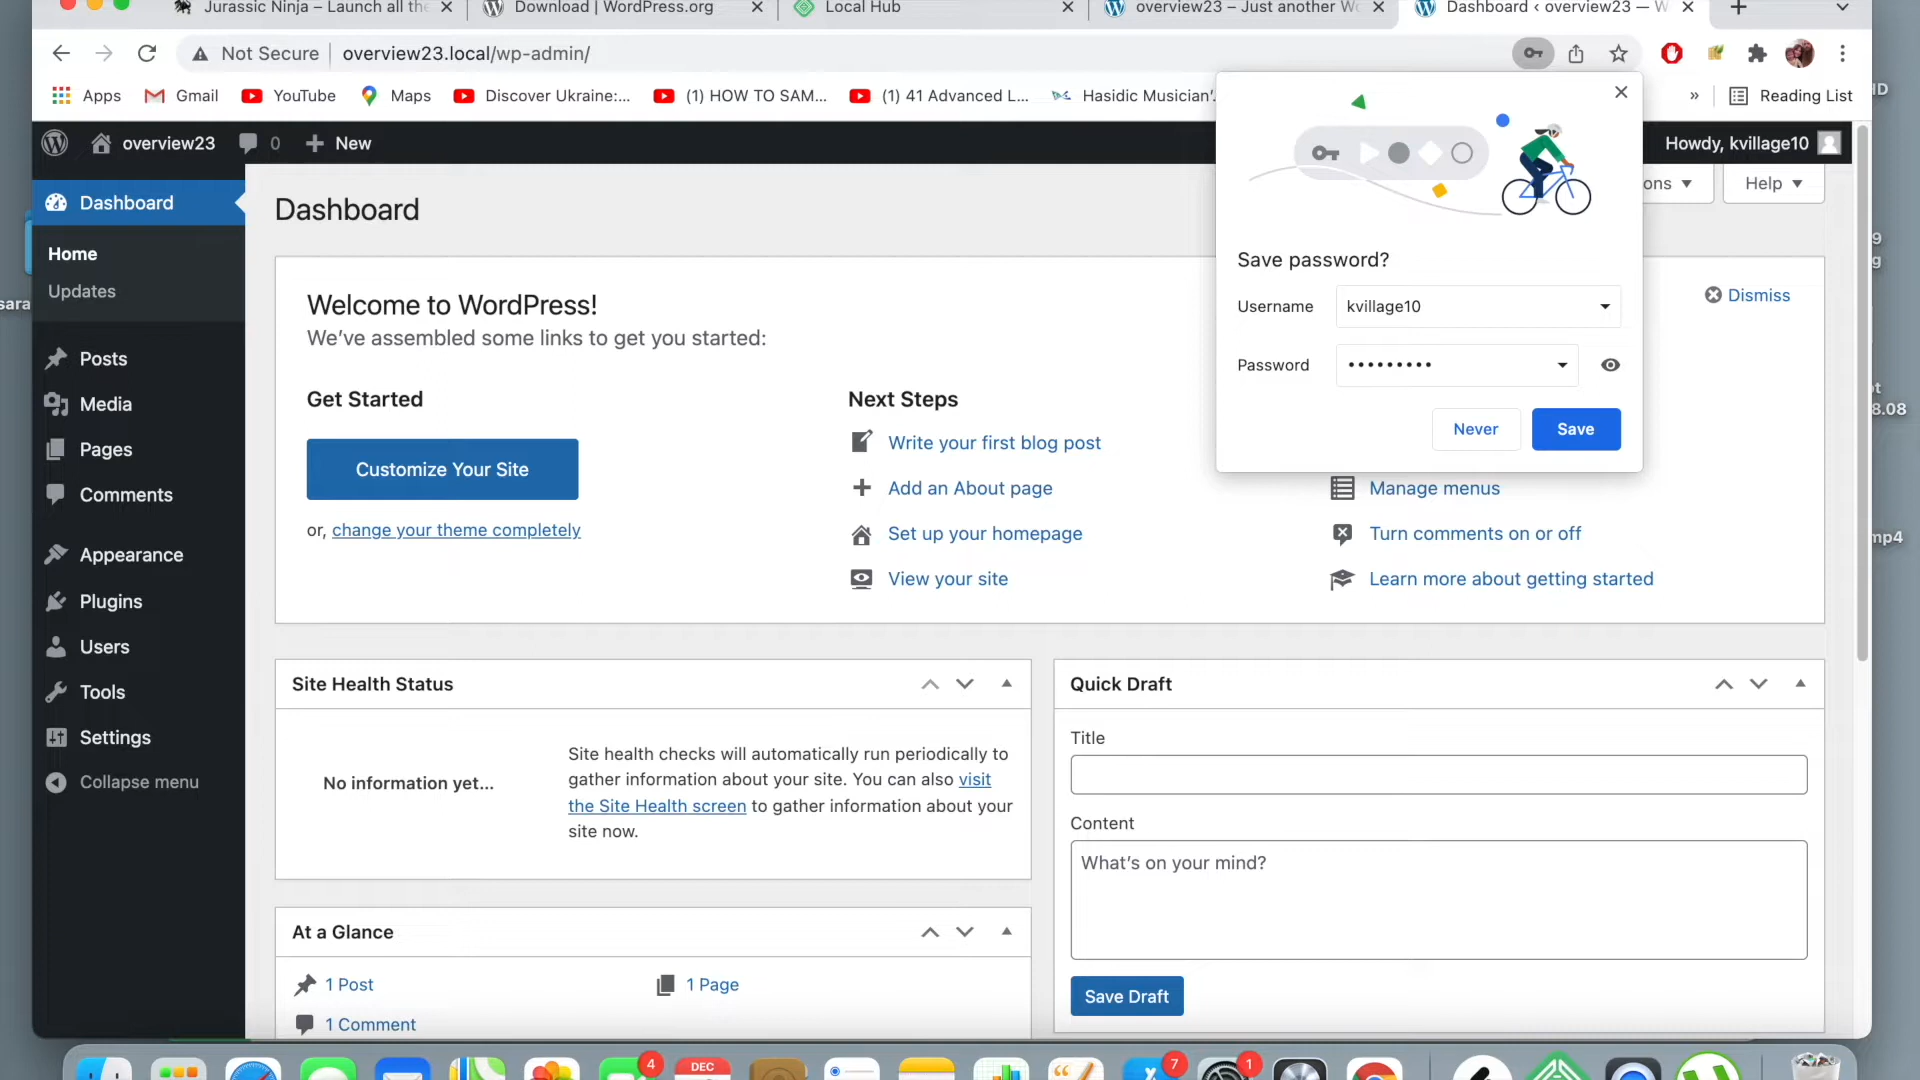 Jurassic Ninja – Launch all the
Download | WordPress.org
Local Hub
overview23 – Just another Wo
Dashboard ‹ overview23 — W
Not Secure
overview23.local/wp-admin/
Apps
Gmail
YouTube
Maps
Discover Ukraine:...
(1) HOW TO SAM...
(1) 41 Advanced L...
Hasidic Musician'.
»
Reading List
overview23
0
New
Howdy, kvillage10
Dashboard
Home
Updates
Posts
Media
Pages
Comments
Appearance
Plugins
Users
Tools
Settings
Collapse menu
Dashboard
ons
Help
Save password?
Username
kvillage10
Password
•••••••••
Never
Save
Welcome to WordPress!
We've assembled some links to get you started:
Dismiss
Get Started
Customize Your Site
or, change your theme completely
Next Steps
Write your first blog post
Add an About page
Set up your homepage
View your site
Manage menus
Turn comments on or off
Learn more about getting started
Site Health Status
No information yet...
Site health checks will automatically run periodically to
gather information about your site. You can also visit
the Site Health screen to gather information about your
site now.
At a Glance
1 Post
1 Page
1 Comment
Quick Draft
Title
Content
What's on your mind?
Save Draft
sara
8.08
mp4
4
DEC
7
1